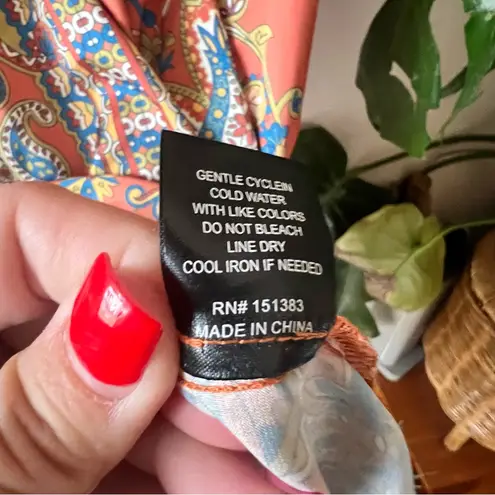 GENTLE CYCLEIN
COLD WATER
WITH LIKE COLORS
DO NOT BLEACH
LINE DRY
COOL IRON IF NEEDED
RN# 151383
MADE IN CHINA